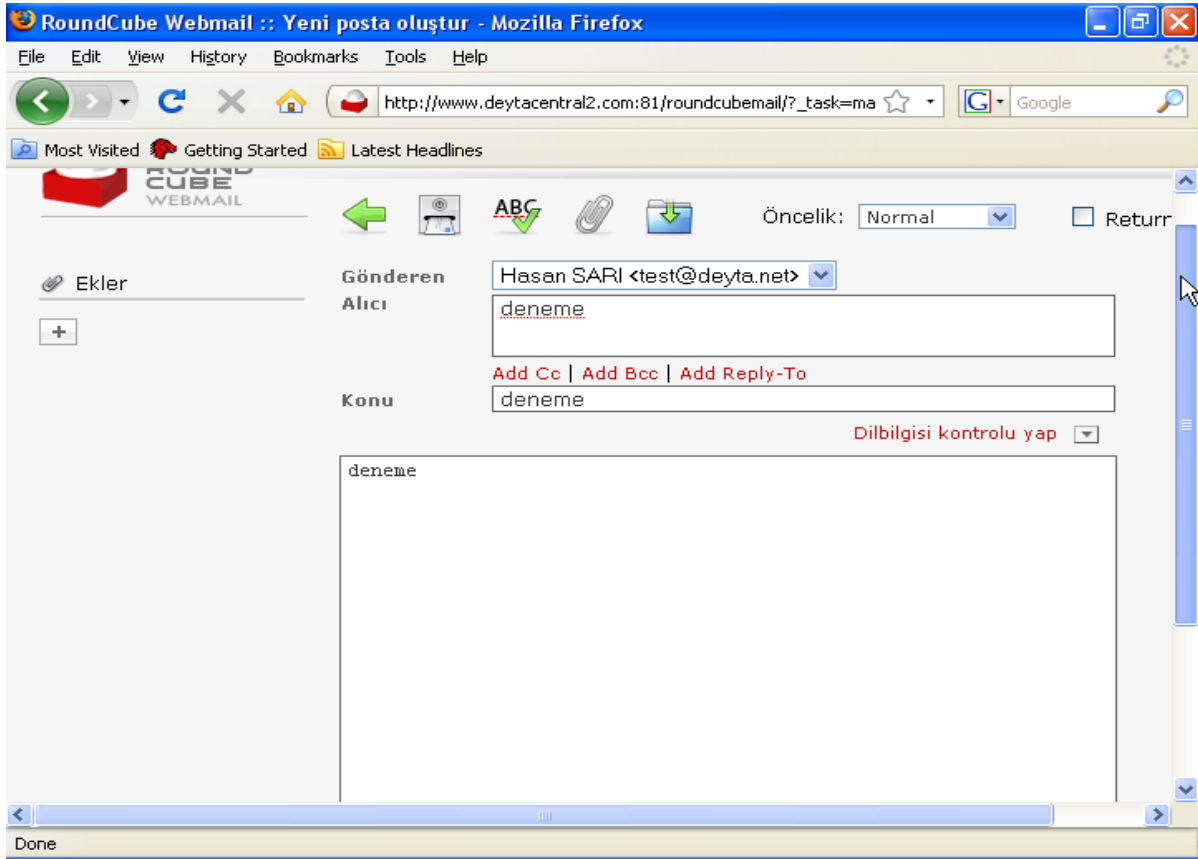 RoundCube Webmail :: Yeni posta oluştur - Mozilla Firefox
File Edit View History Bookmarks Tools Help
http://www.deytacentral2.com:81/roundcubemail/?_task=ma
G Google
Most Visited Getting Started Latest Headlines
ROUND
CUBE
WEBMAIL
ABC
Öncelik: Normal
Return
Ekler
Gönderen Hasan SARI <test@deyta.net>
Alıcı deneme
Add Cc | Add Bcc | Add Reply-To
Konu deneme
Dilbilgisi kontrolu yap
deneme
Done